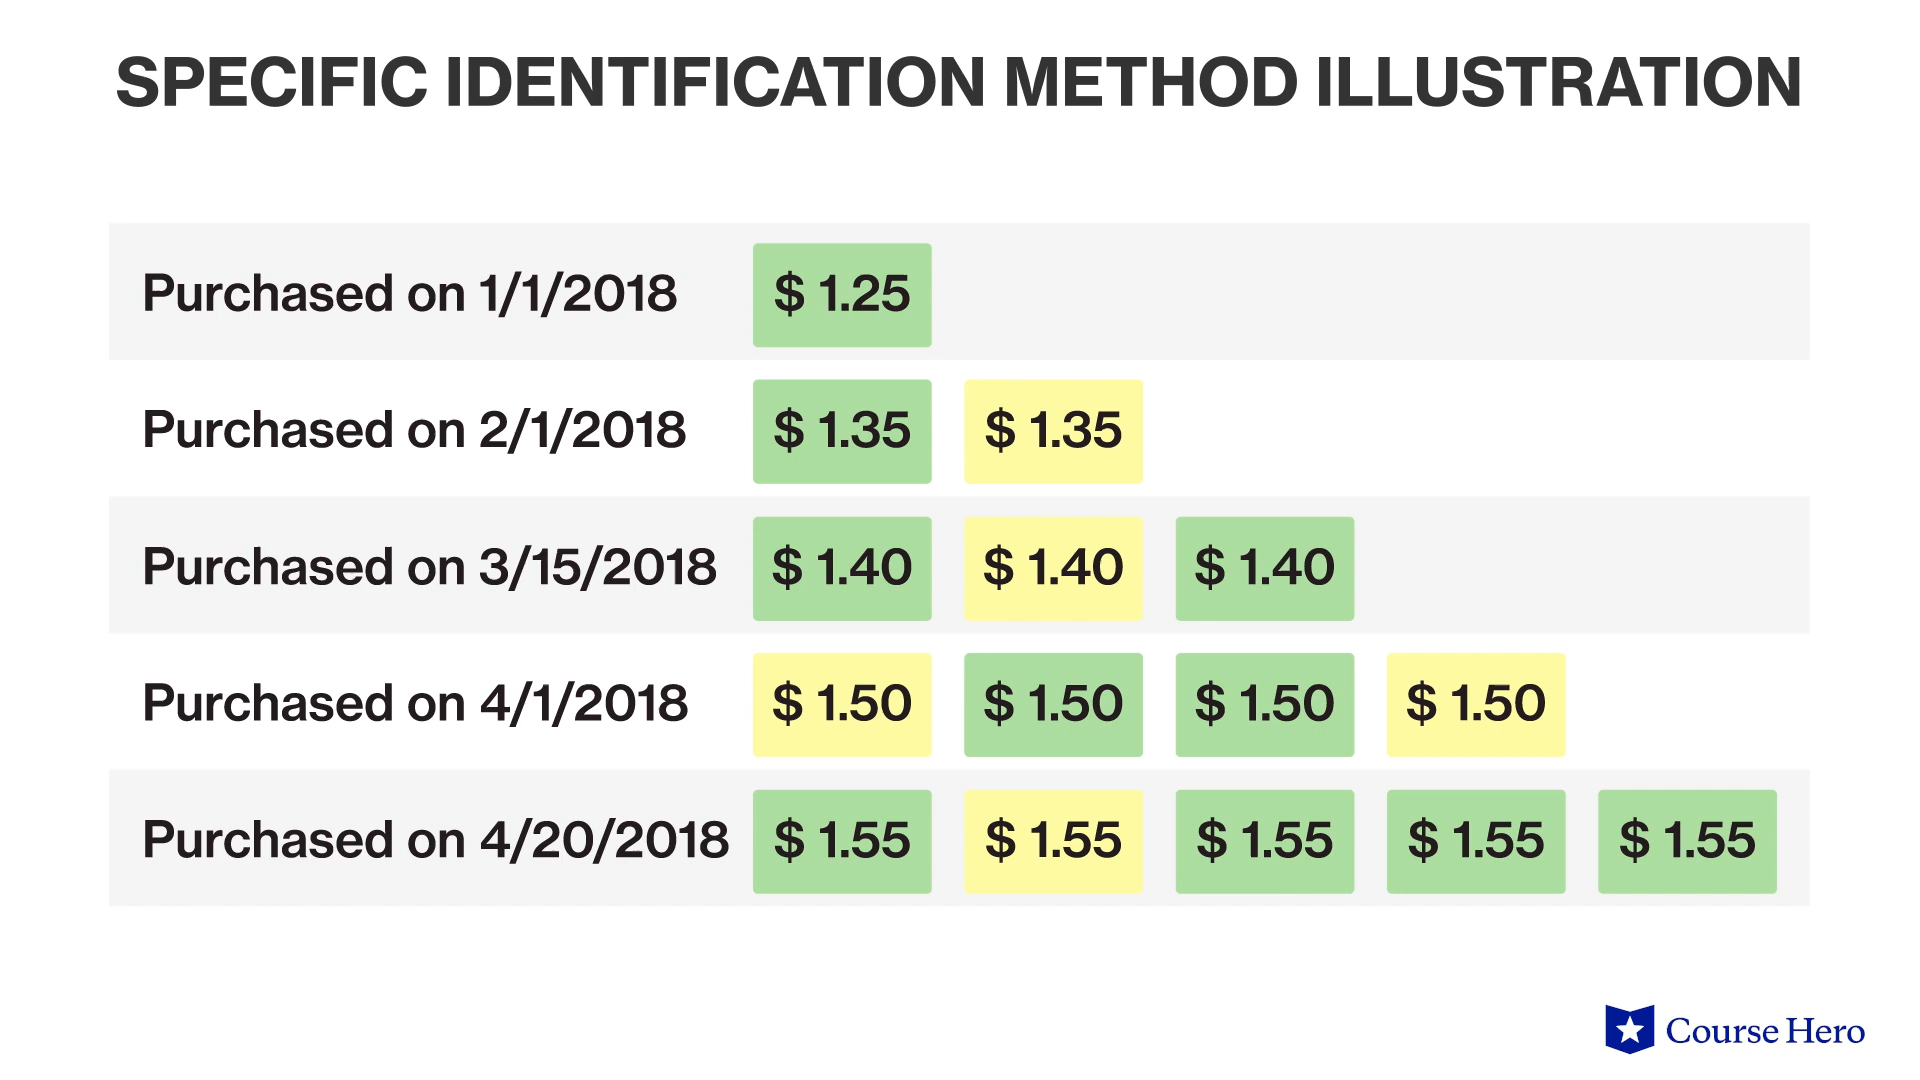 SPECIFIC IDENTIFICATION METHOD ILLUSTRATION
Purchased on 1/1/2018 $ 1.25
Purchased on 2/1/2018 $ 1.35 $ 1.35
Purchased on 3/15/2018 $ 1.40 $ 1.40 $ 1.40
Purchased on 4/1/2018 $ 1.50 $ 1.50 $ 1.50 $ 1.50
Purchased on 4/20/2018 $ 1.55 $ 1.55 $ 1.55 $ 1.55 $ 1.55
Course Hero